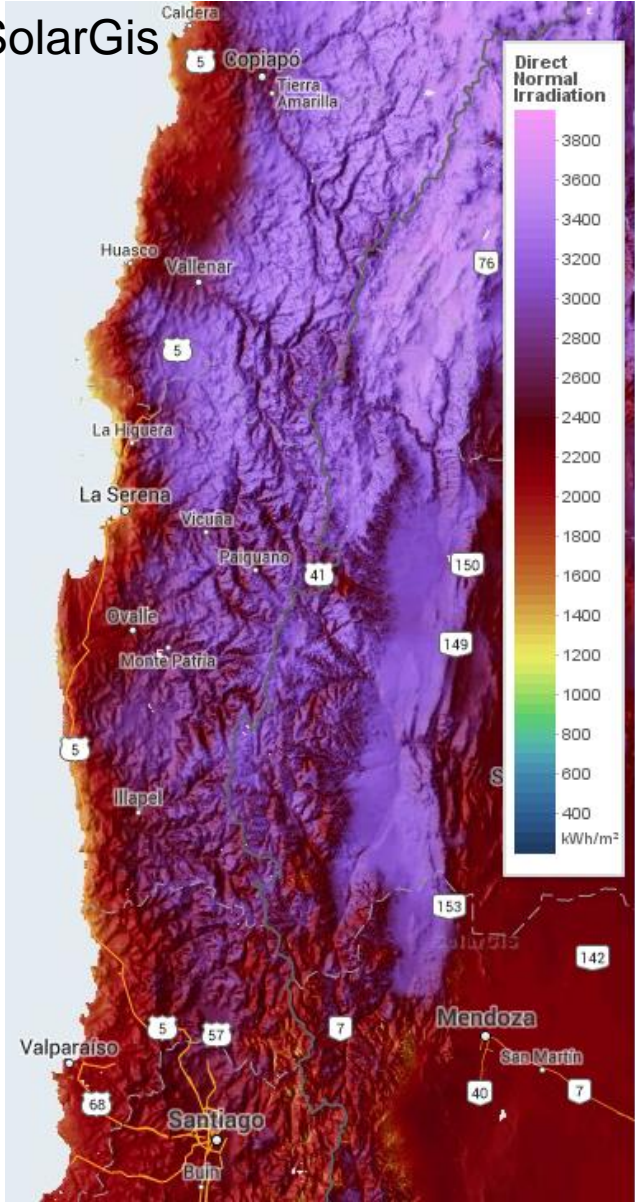 SolarGis
Caldera
5
Copiapó
Tierra
Amarilla
Direct
Normal
Irradiation
3800
3600
3400
3200
3000
2800
2600
2400
2200
2000
1800
1600
1400
1200
1000
800
600
400
kWh/m²
Huasco
Vallenar
76
5
La Higuera
La Serena
Vicuña
Paiguano
41
150
Ovalle
Monte Patria
149
5
S
Illapel
153
SolarGIS
142
5
57
7
Mendoza
Valparaíso
San Martín
68
40
7
Santiago
Buin